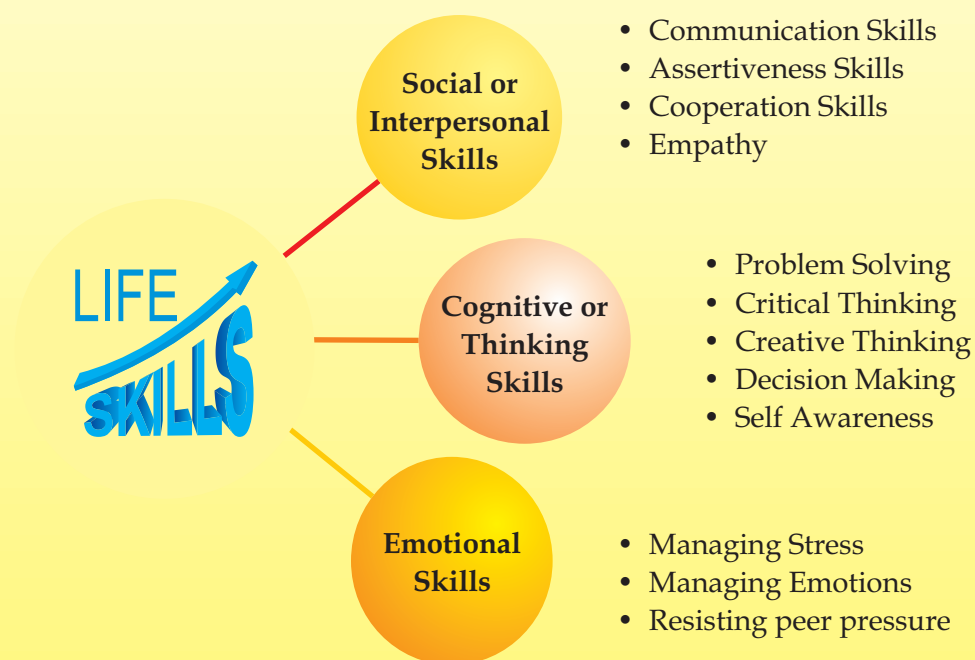 LIFE
SKILLS
Social or
Interpersonal
Skills
• Communication Skills
• Assertiveness Skills
• Cooperation Skills
• Empathy
Cognitive or
Thinking
Skills
• Problem Solving
• Critical Thinking
• Creative Thinking
• Decision Making
• Self Awareness
Emotional
Skills
• Managing Stress
• Managing Emotions
• Resisting peer pressure